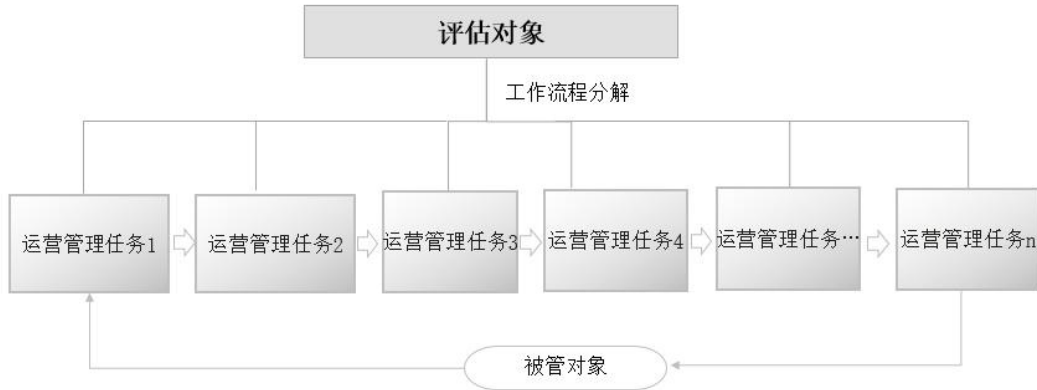 评估对象
工作流程分解
运营管理任务1
运营管理任务2
运营管理任务3
运营管理任务4
运营管理任务…
运营管理任务n
被管对象